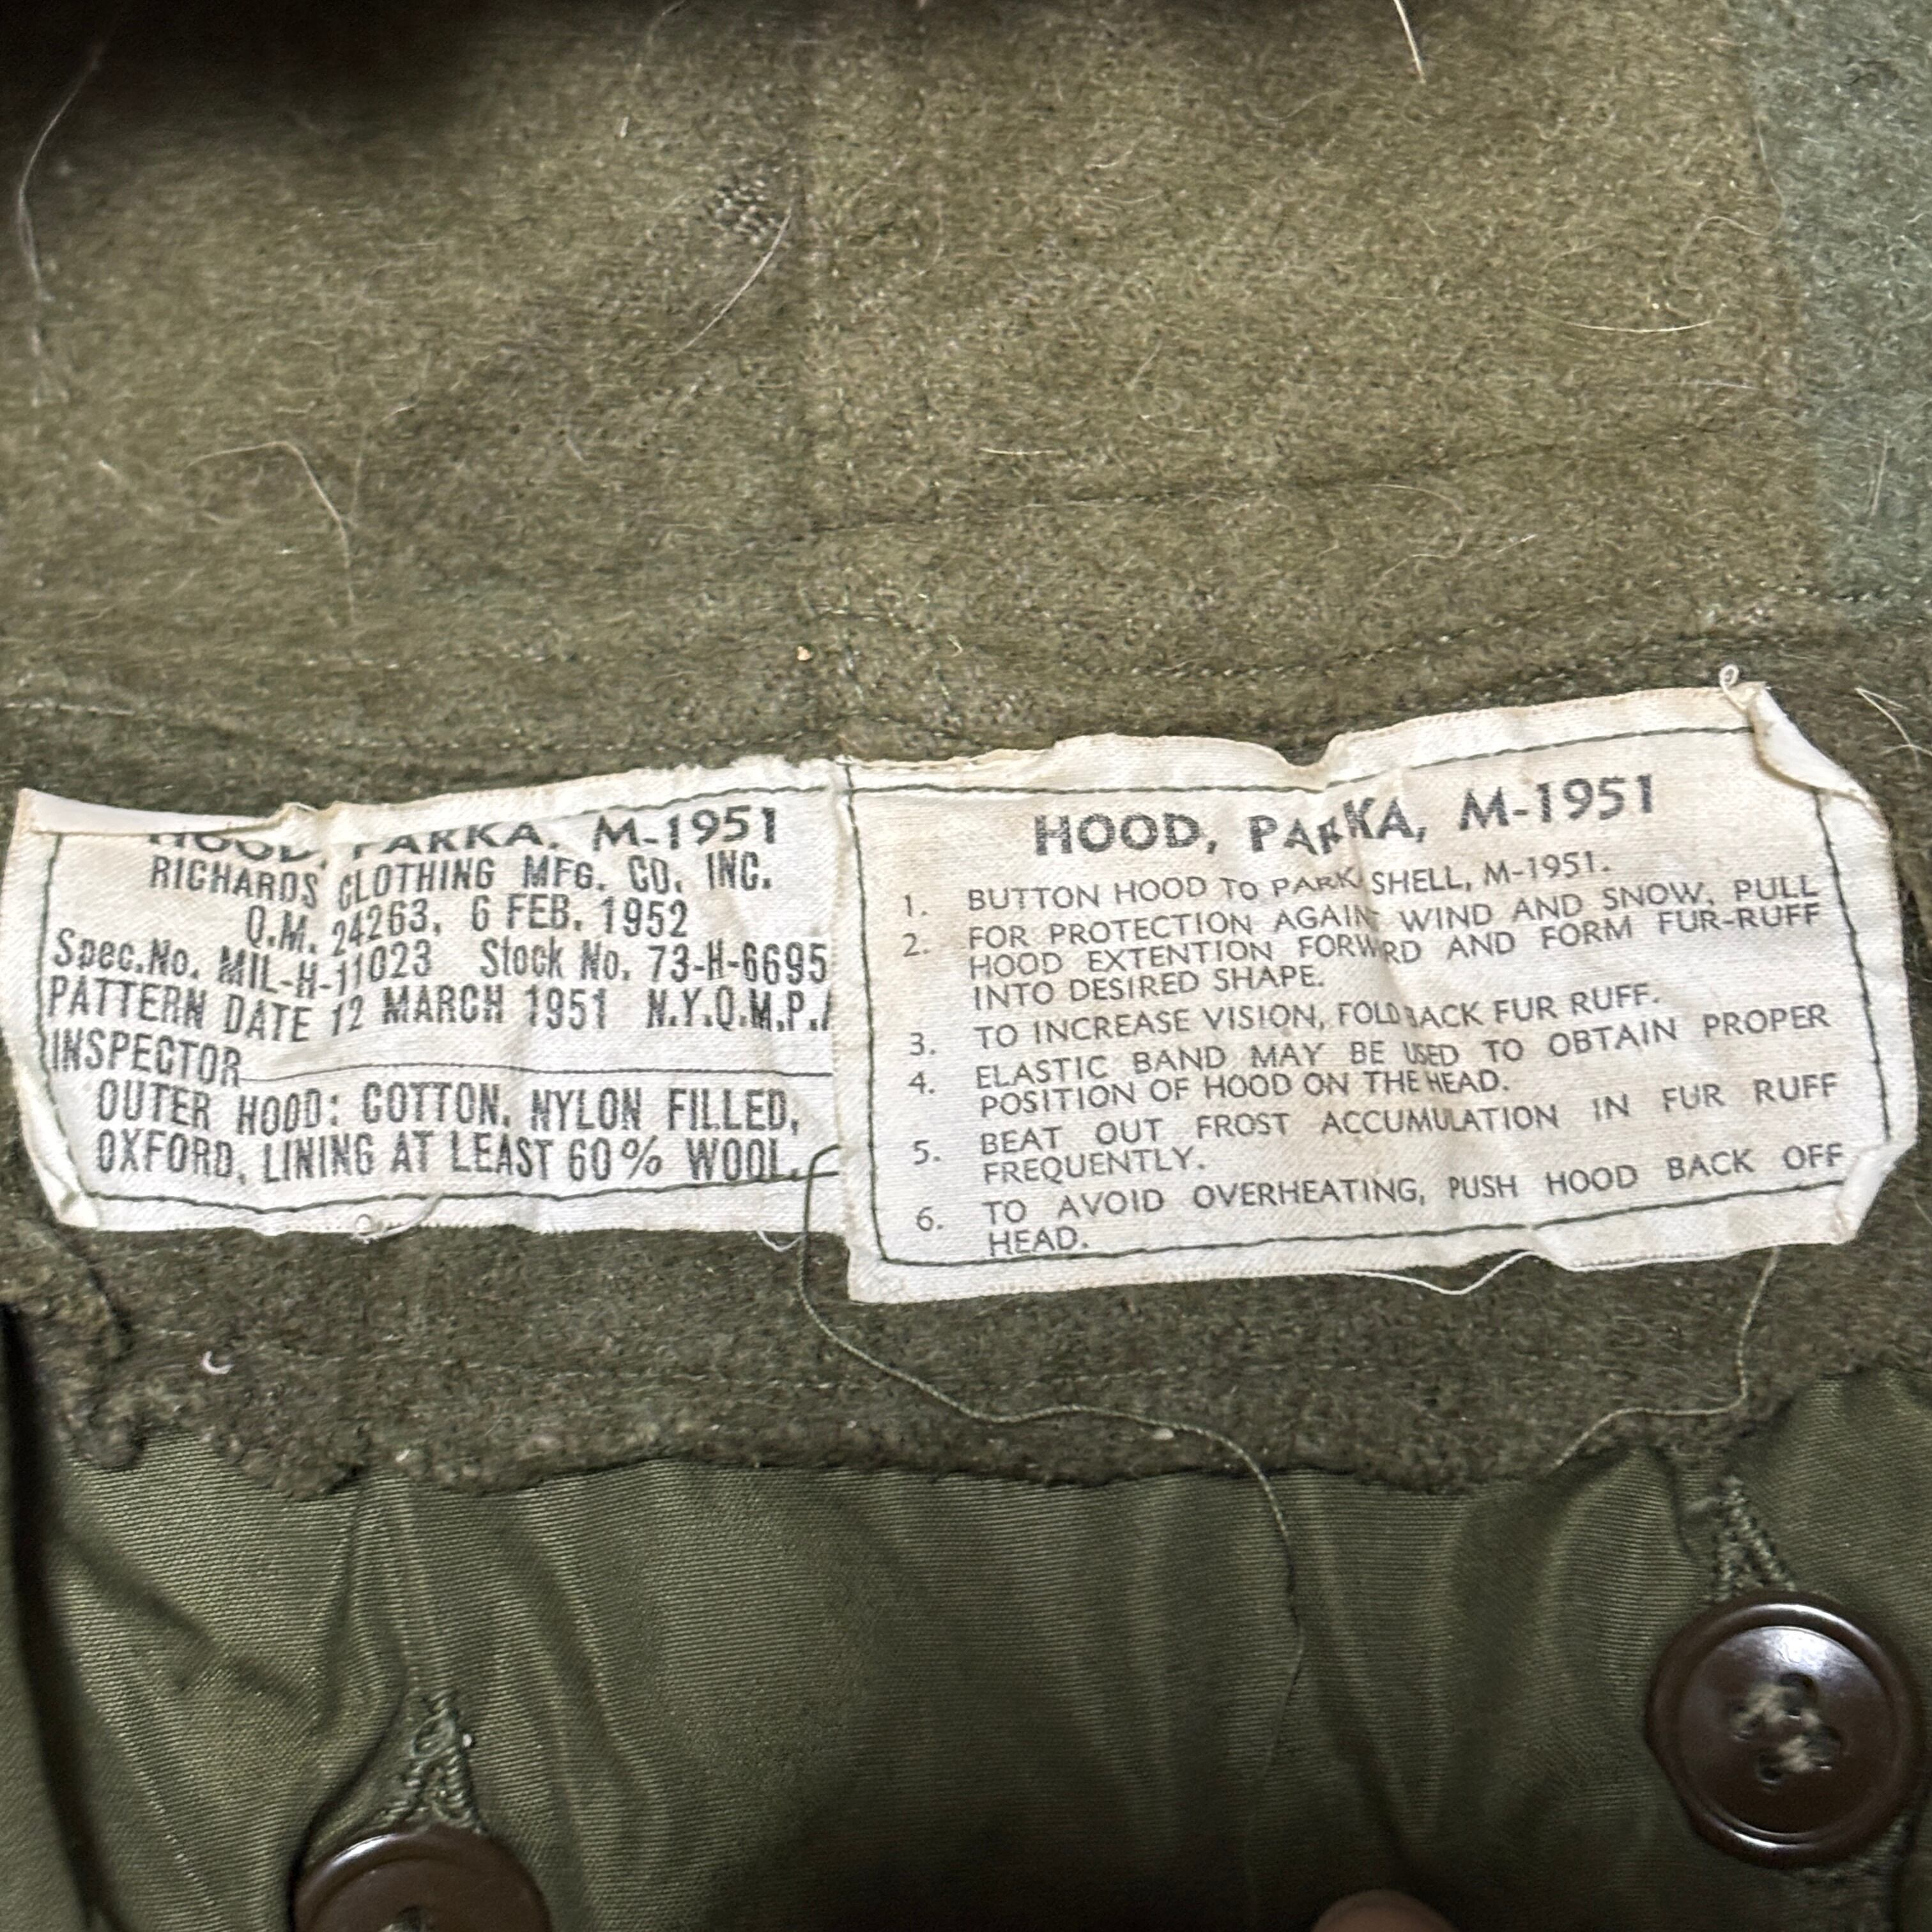 HOOD, PARKA, M-1951
RICHARDS CLOTHING MFG. CO. INC.
Q.M. 24263, 6 FEB. 1952
Spec.No. MIL-H-11023 Stock No. 73-H-6695
PATTERN DATE 12 MARCH 1951 N.Y.Q.M.P.
INSPECTOR
OUTER HOOD: COTTON, NYLON FILLED,
OXFORD, LINING AT LEAST 60% WOOL.
HOOD, PARKA, M-1951
1. BUTTON HOOD TO PARK SHELL, M-1951.
2. FOR PROTECTION AGAIN WIND AND SNOW, PULL
HOOD EXTENTION FORWRD AND FORM FUR-RUFF
INTO DESIRED SHAPE.
3. TO INCREASE VISION, FOLD BACK FUR RUFF.
4. ELASTIC BAND MAY BE USED TO OBTAIN PROPER
POSITION OF HOOD ON THE HEAD.
5. BEAT OUT FROST ACCUMULATION IN FUR RUFF
FREQUENTLY.
6. TO AVOID OVERHEATING, PUSH HOOD BACK OFF
HEAD.